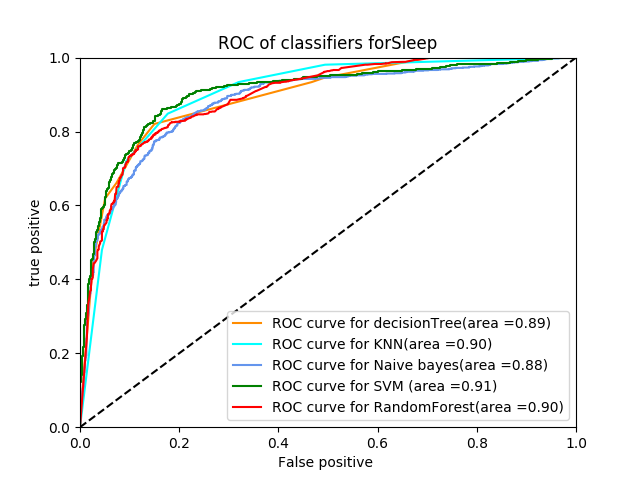 ROC of classifiers forSleep
1.0
0.8
0.6
0.4
0.2
0.0
true positive
ROC curve for decisionTree(area =0.89)
ROC curve for KNN(area =0.90)
ROC curve for Naive bayes(area =0.88)
ROC curve for SVM (area =0.91)
ROC curve for RandomForest(area =0.90)
0.0 0.2 0.4 0.6 0.8 1.0
False positive